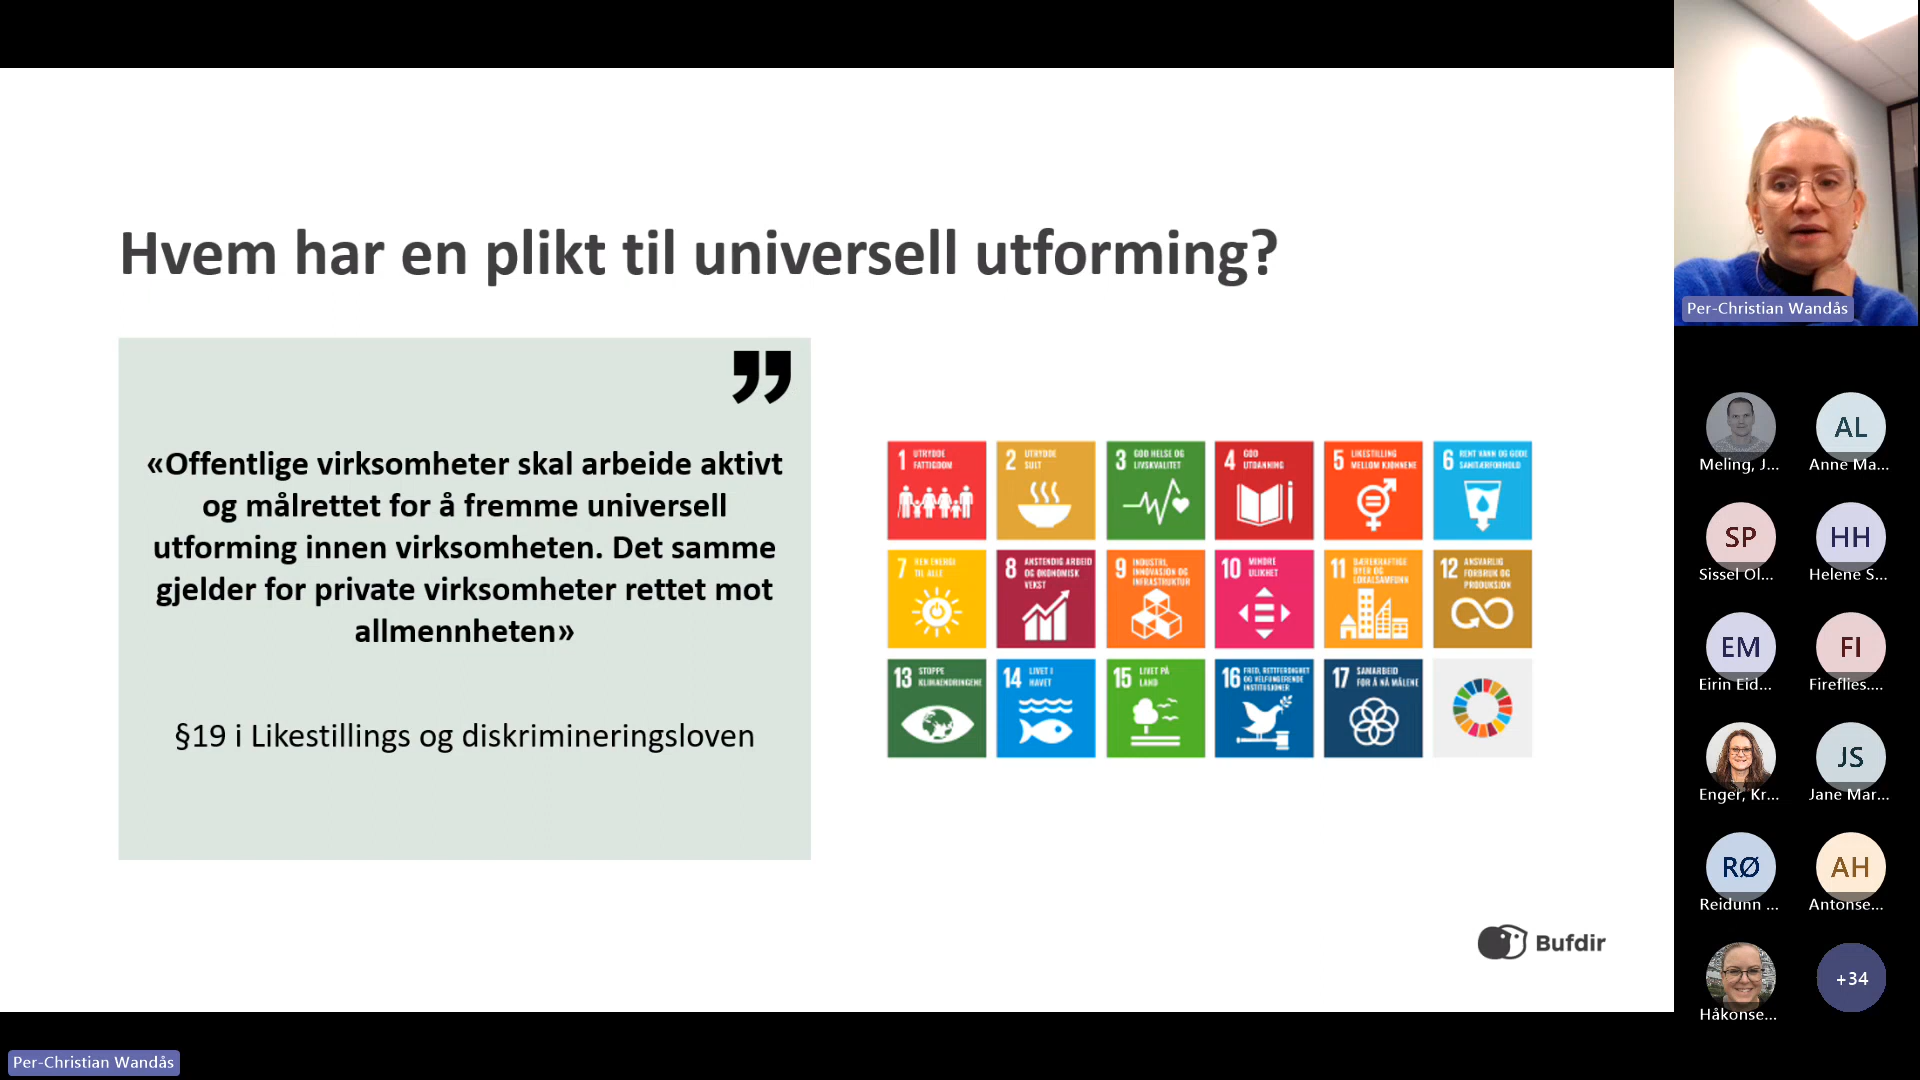 Hvem har en plikt til universell utforming?
«Offentlige virksomheter skal arbeide aktivt
og målrettet for å fremme universell
utforming innen virksomheten. Det samme
gjelder for private virksomheter rettet mot
allmennheten»
§19 i Likestillings og diskrimineringsloven
1 UTRYDDE
FATTIGDOM
2 UTRYDDE
SULT
3 GOD HELSE OG
LIVSKVALITET
4 GOD
UTDANNING
5 LIKESTILLING
MELLOM KJØNNENE
6 RENT VANN OG GODE
SANITÆRFORHOLD
7 REN ENERGI
TIL ALLE
8 ANSTENDIG ARBEID
OG ØKONOMISK
VEKST
9 INDUSTRI,
INNOVASJON OG
INFRASTRUKTUR
10 MINDRE
ULIKHET
11 BÆREKRAFTIGE
BYER OG
LOKALSAMFUNN
12 ANSVARLIG
FORBRUK OG
PRODUKSJON
13 STOPPE
KLIMAENDRINGENE
14 LIVET I
HAVET
15 LIVET PÅ
LAND
16 FRED, RETTFERDIGHET
OG VELFUNGERENDE
INSTITUSJONER
17 SAMARBEID
FOR Å NÅ MÅLENE
Bufdir
Per-Christian Wandås
Meling, J...
AL
Anne Ma...
SP
Sissel Ol...
HH
Helene S...
EM
Eirin Eid...
FI
Fireflies....
Enger, Kr...
JS
Jane Mar...
RØ
Reidunn ...
AH
Antonse...
Håkonse...
+34
Per-Christian Wandås